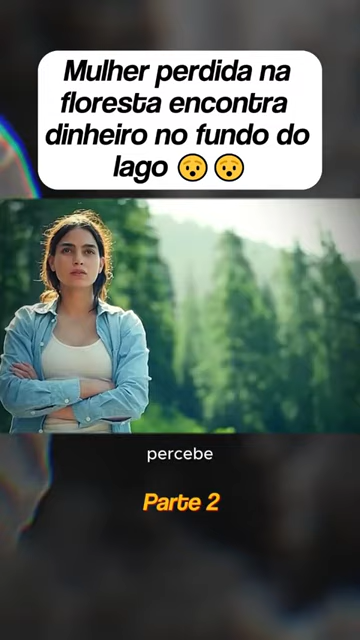 Mulher perdida na
floresta encontra
dinheiro no fundo do
lago 😯😯
percebe
Parte 2